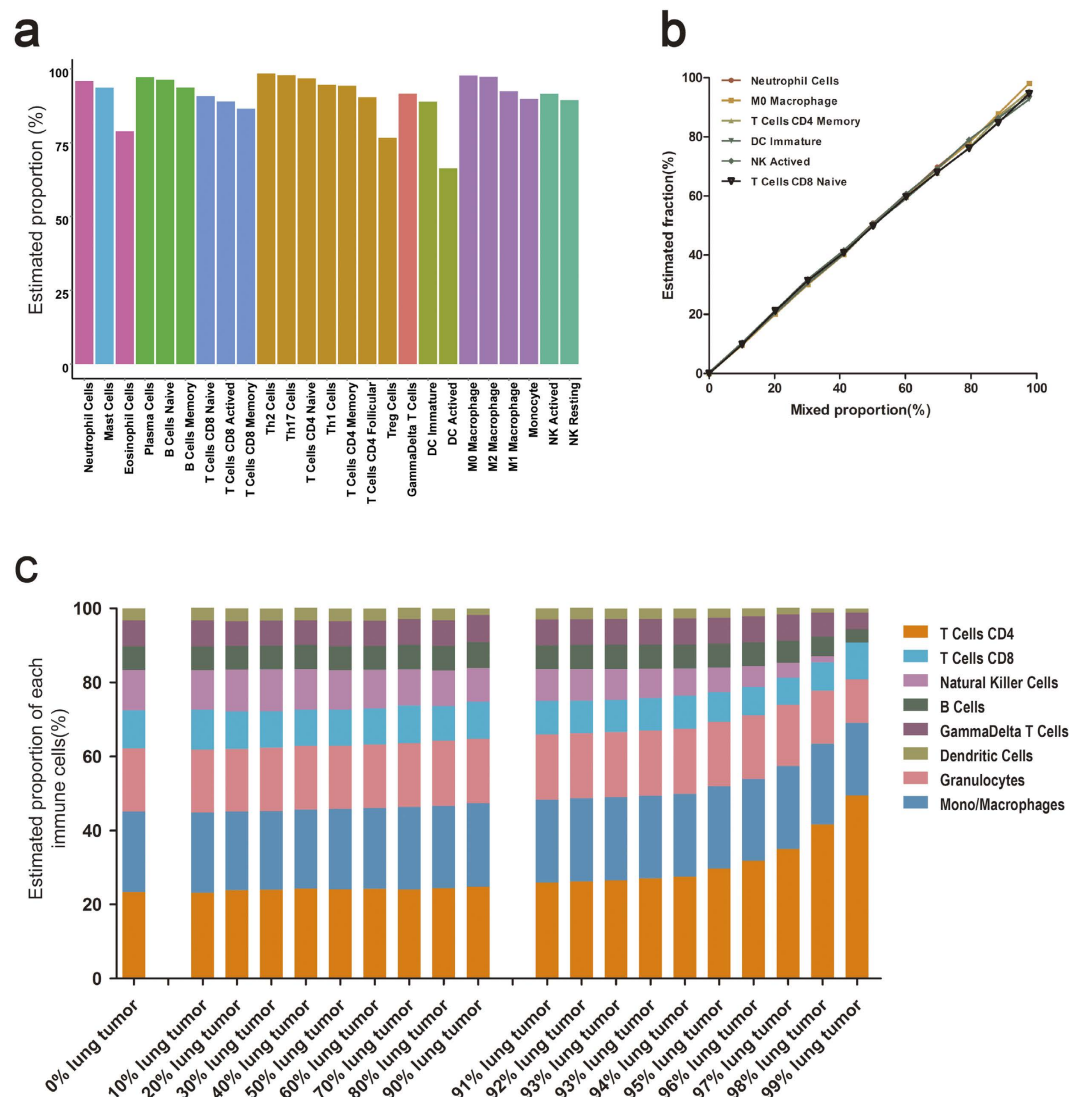 a
Estimated proportion (%)
100
75
50
25
0
Neutrophil Cells
Mast Cells
Eosinophil Cells
Plasma Cells
B Cells Naive
B Cells Memory
T Cells CD8 Naive
T Cells CD8 Actived
T Cells CD8 Memory
Th2 Cells
Th17 Cells
T Cells CD4 Naive
Th1 Cells
T Cells CD4 Memory
T Cells CD4 Follicular
Treg Cells
GammaDelta T Cells
DC Immature
DC Actived
M0 Macrophage
M2 Macrophage
M1 Macrophage
Monocyte
NK Actived
NK Resting
b
Estimated fraction(%)
100
80
60
40
20
0
Neutrophil Cells
M0 Macrophage
T Cells CD4 Memory
DC Immature
NK Actived
T Cells CD8 Naive
0
20
40
60
80
100
Mixed proportion(%)
c
Estimated proportion of each
immune cells(%)
100
80
60
40
20
0
T Cells CD4
T Cells CD8
Natural Killer Cells
B Cells
GammaDelta T Cells
Dendritic Cells
Granulocytes
Mono/Macrophages
0% lung tumor
10% lung tumor
20% lung tumor
30% lung tumor
40% lung tumor
50% lung tumor
60% lung tumor
70% lung tumor
80% lung tumor
90% lung tumor
91% lung tumor
92% lung tumor
93% lung tumor
93% lung tumor
94% lung tumor
95% lung tumor
96% lung tumor
97% lung tumor
98% lung tumor
99% lung tumor